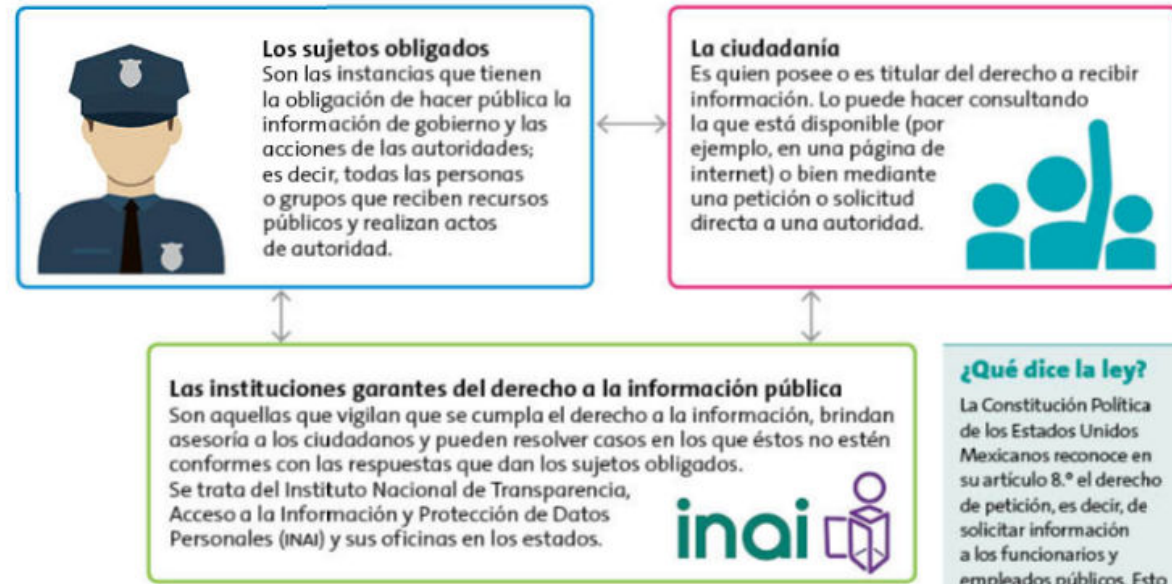 Los sujetos obligados
Son las instancias que tienen
la obligación de hacer pública la
información de gobierno y las
acciones de las autoridades;
es decir, todas las personas
o grupos que reciben recursos
públicos y realizan actos
de autoridad.
La ciudadanía
Es quien posee o es titular del derecho a recibir
información. Lo puede hacer consultando
la que está disponible (por
ejemplo, en una página de
internet) o bien mediante
una petición o solicitud
directa a una autoridad.
Las instituciones garantes del derecho a la información pública
Son aquellas que vigilan que se cumpla el derecho a la información, brindan
asesoría a los ciudadanos y pueden resolver casos en los que éstos no estén
conformes con las respuestas que dan los sujetos obligados.
Se trata del Instituto Nacional de Transparencia,
Acceso a la Información y Protección de Datos
Personales (INAI) y sus oficinas en los estados.
inai
¿Qué dice la ley?
La Constitución Política
de los Estados Unidos
Mexicanos reconoce en
su artículo 8.º el derecho
de petición, es decir, de
solicitar información
a los funcionarios y
empleados públicos. Esto